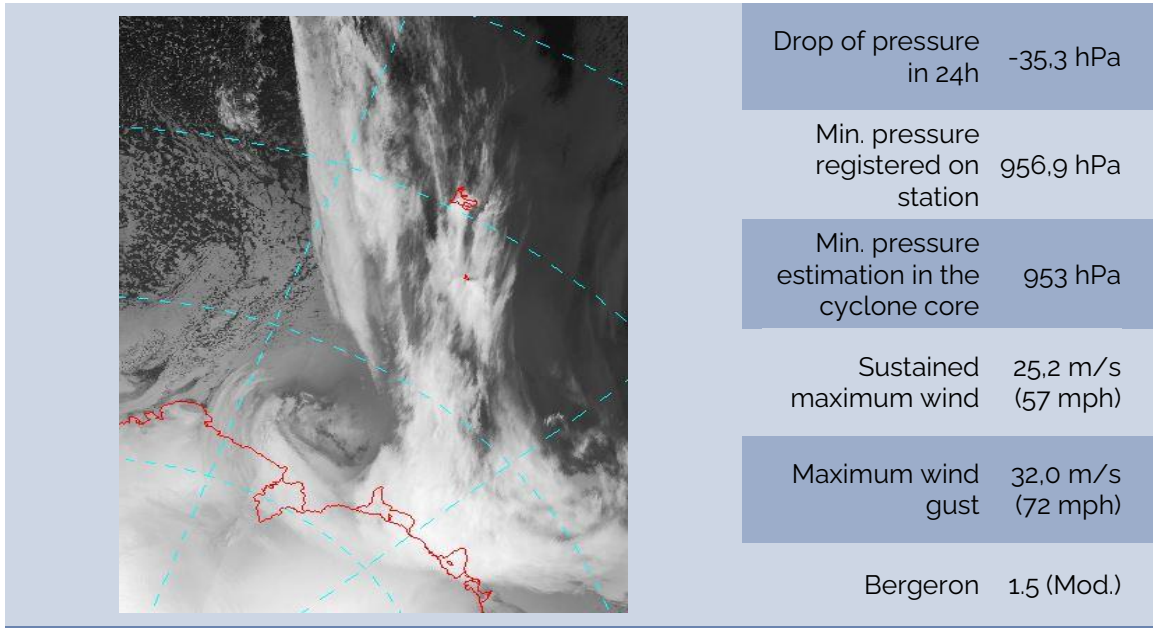 Drop of pressure
in 24h
-35,3 hPa
Min. pressure
registered on
station
956,9 hPa
Min. pressure
estimation in the
cyclone core
953 hPa
Sustained
maximum wind
25,2 m/s
(57 mph)
Maximum wind
gust
32,0 m/s
(72 mph)
Bergeron
1.5 (Mod.)